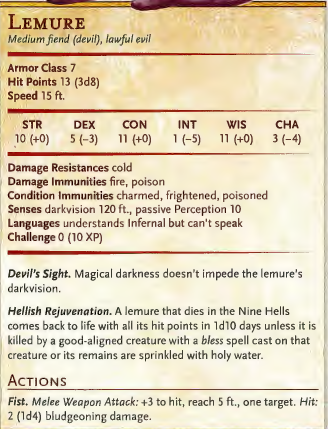 LEMURE
Medium fiend (devil), lawful evil
Armor Class 7
Hit Points 13 (3d8)
Speed 15 ft.
STR DEX CON INT WIS CHA
10 (+0) 5 (−3) 11 (+0) 1 (−5) 11 (+0) 3 (−4)
Damage Resistances cold
Damage Immunities fire, poison
Condition Immunities charmed, frightened, poisoned
Senses darkvision 120 ft., passive Perception 10
Languages understands Infernal but can't speak
Challenge 0 (10 XP)
Devil's Sight. Magical darkness doesn't impede the lemure's
darkvision.
Hellish Rejuvenation. A lemure that dies in the Nine Hells
comes back to life with all its hit points in 1d10 days unless it is
killed by a good-aligned creature with a bless spell cast on that
creature or its remains are sprinkled with holy water.
ACTIONS
Fist. Melee Weapon Attack: +3 to hit, reach 5 ft., one target. Hit:
2 (1d4) bludgeoning damage.